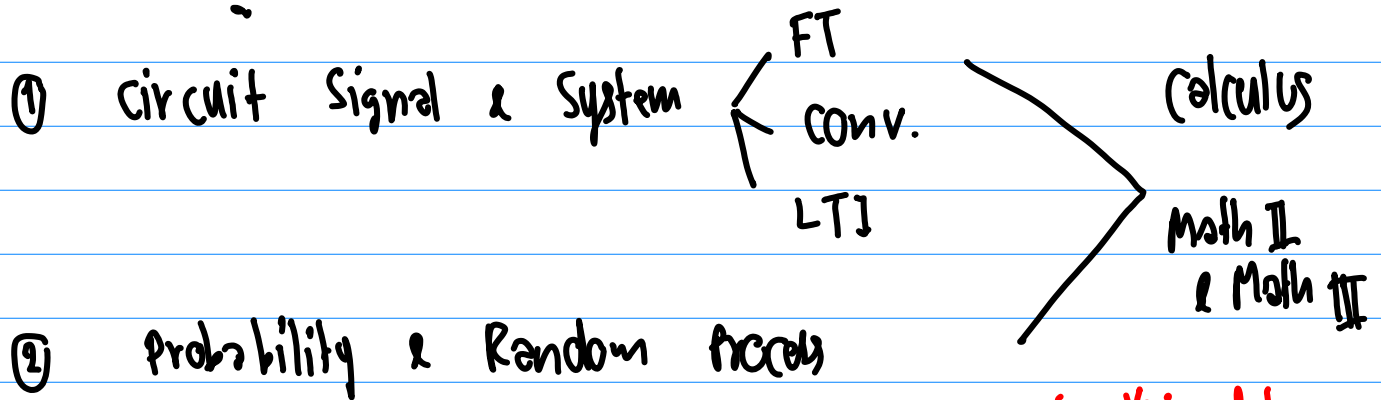 FT
① Circuit Signal & System Calculus
Conv.
LTI
Math II
& Math III
② Probability & Random Process